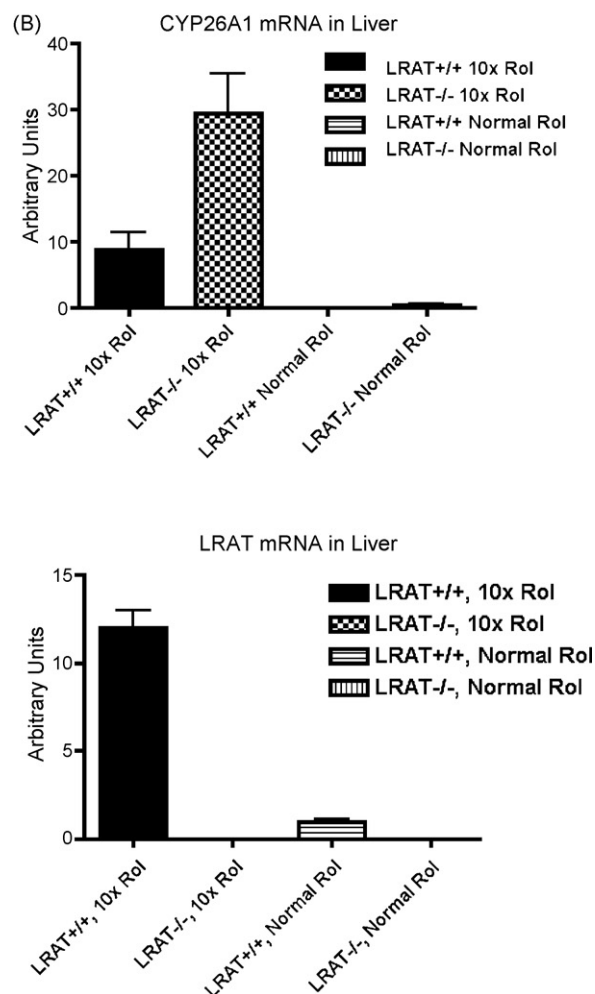 (B)
CYP26A1 mRNA in Liver
Arbitrary Units
40
30
20
10
0
LRAT+/+ 10x Rol
LRAT-/- 10x Rol
LRAT+/+ Normal Rol
LRAT-/- Normal Rol
LRAT+/+ 10x Rol
LRAT-/- 10x Rol
LRAT+/+ Normal Rol
LRAT-/- Normal Rol
LRAT mRNA in Liver
Arbitrary Units
15
10
5
0
LRAT+/+, 10x Rol
LRAT-/-, 10x Rol
LRAT+/+, Normal Rol
LRAT-/-, Normal Rol
LRAT+/+, 10x Rol
LRAT-/-, 10x Rol
LRAT+/+, Normal Rol
LRAT-/-, Normal Rol